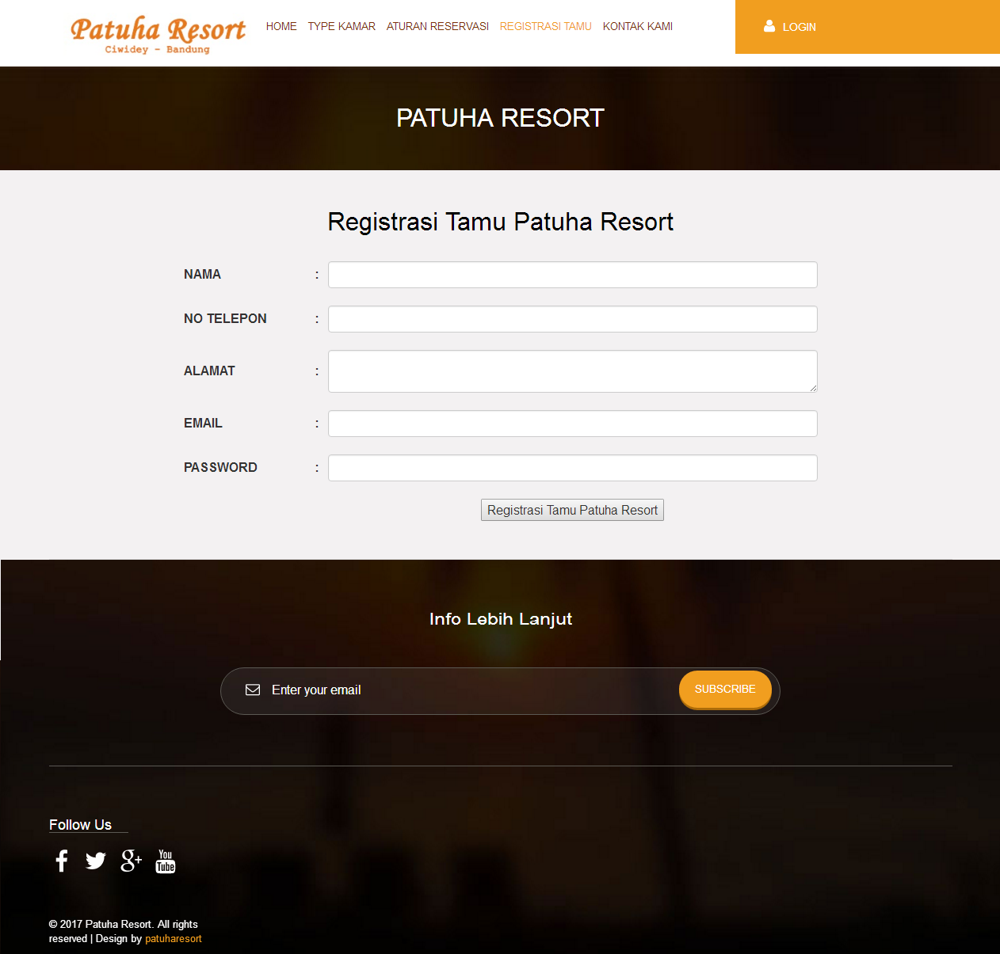 Patuha Resort
Ciwidey - Bandung
HOME TYPE KAMAR ATURAN RESERVASI REGISTRASI TAMU KONTAK KAMI
LOGIN
PATUHA RESORT
Registrasi Tamu Patuha Resort
NAMA :
NO TELEPON :
ALAMAT :
EMAIL :
PASSWORD :
Registrasi Tamu Patuha Resort
Info Lebih Lanjut
Enter your email
SUBSCRIBE
Follow Us
You Tube
© 2017 Patuha Resort. All rights
reserved | Design by patuharesort